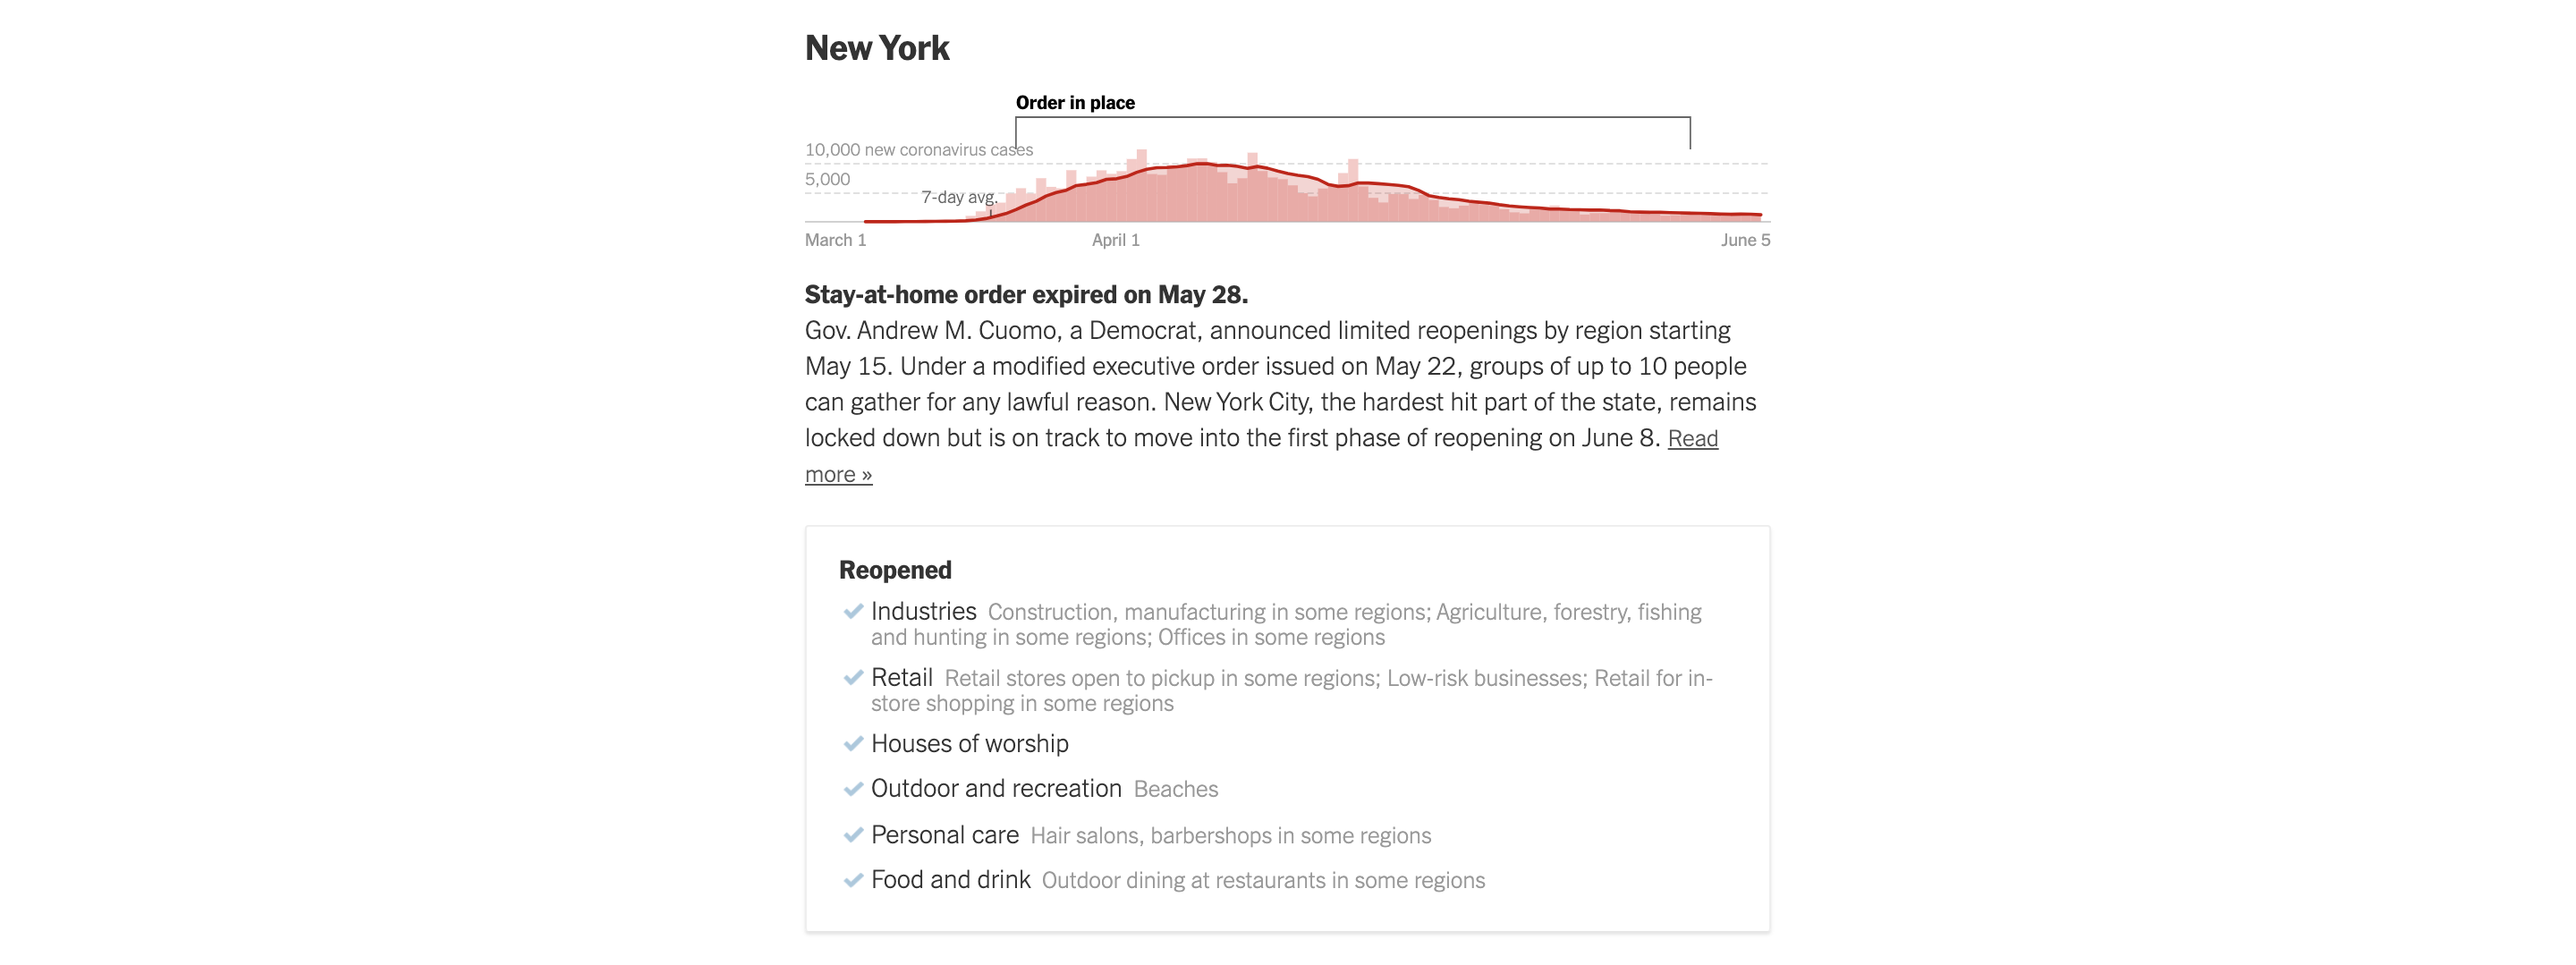 New York
Order in place
10,000 new coronavirus cases
5,000
7-day avg.
March 1
April 1
June 5
Stay-at-home order expired on May 28.
Gov. Andrew M. Cuomo, a Democrat, announced limited reopenings by region starting
May 15. Under a modified executive order issued on May 22, groups of up to 10 people
can gather for any lawful reason. New York City, the hardest hit part of the state, remains
locked down but is on track to move into the first phase of reopening on June 8. Read
more »
Reopened
Industries Construction, manufacturing in some regions; Agriculture, forestry, fishing
and hunting in some regions; Offices in some regions
Retail Retail stores open to pickup in some regions; Low-risk businesses; Retail for in-
store shopping in some regions
Houses of worship
Outdoor and recreation Beaches
Personal care Hair salons, barbershops in some regions
Food and drink Outdoor dining at restaurants in some regions